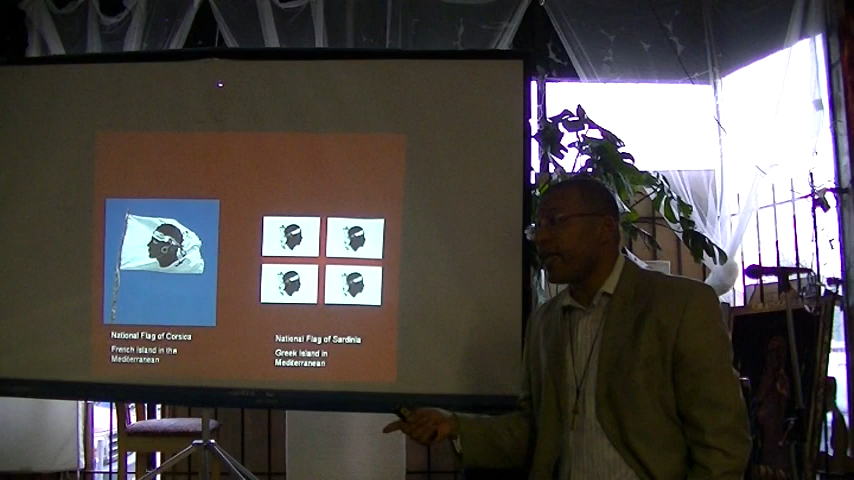 National Flag of Corsica
French Island in the
Mediterranean
National Flag of Sardinia
Greek Island in
Mediterranean